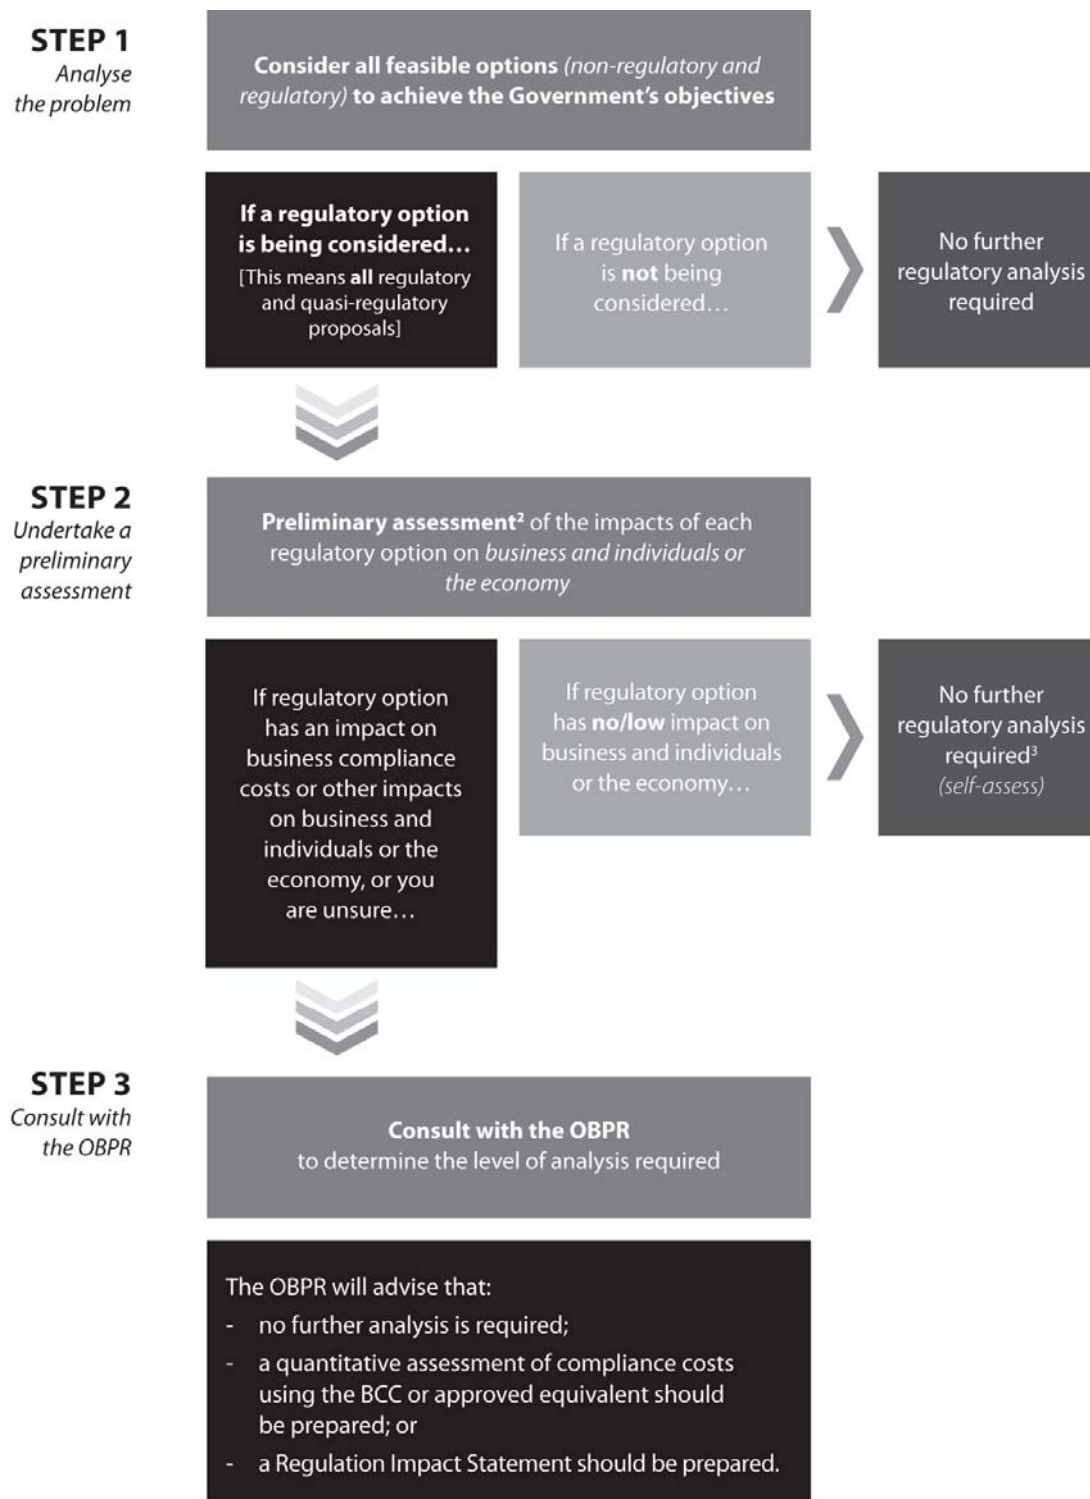 STEP 1
Analyse
the problem
Consider all feasible options (non-regulatory and
regulatory) to achieve the Government’s objectives
If a regulatory option
is being considered…
[This means all regulatory
and quasi-regulatory
proposals]
If a regulatory option
is not being
considered…
No further
regulatory analysis
required
STEP 2
Undertake a
preliminary
assessment
Preliminary assessment² of the impacts of each
regulatory option on business and individuals or
the economy
If regulatory option
has an impact on
business compliance
costs or other impacts
on business and
individuals or the
economy, or you
are unsure…
If regulatory option
has no/low impact on
business and individuals
or the economy…
No further
regulatory analysis
required³
(self-assess)
STEP 3
Consult with
the OBPR
Consult with the OBPR
to determine the level of analysis required
The OBPR will advise that:
- no further analysis is required;
- a quantitative assessment of compliance costs
using the BCC or approved equivalent should
be prepared; or
- a Regulation Impact Statement should be prepared.